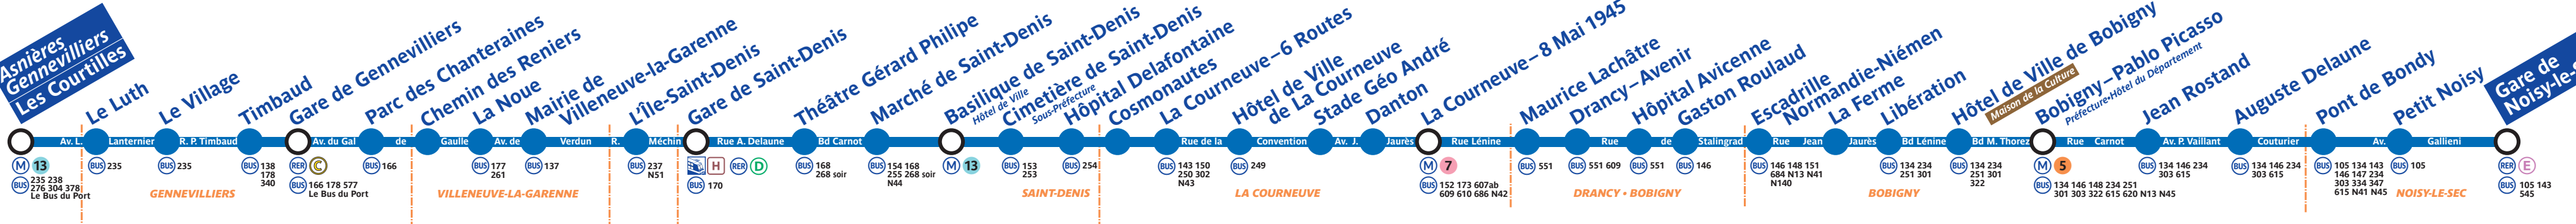 Asnières
Gennevilliers
Les Courtilles
Le Luth
Le Village
Timbaud
Gare de Gennevilliers
Parc des Chanteraines
Chemin des Reniers
La Noue
Mairie de
Villeneuve-la-Garenne
L'Île-Saint-Denis
Gare de Saint-Denis
Théâtre Gérard Philipe
Marché de Saint-Denis
Basilique de Saint-Denis
Hôtel de Ville
Cimetière de Saint-Denis
Sous-Préfecture
Hôpital Delafontaine
Cosmonautes
La Courneuve–6 Routes
Hôtel de Ville
de La Courneuve
Stade Géo André
Danton
La Courneuve–8 Mai 1945
Maurice Lachâtre
Drancy–Avenir
Hôpital Avicenne
Gaston Roulaud
Escadrille
Normandie-Niémen
La Ferme
Libération
Hôtel de Ville de Bobigny
Maison de la Culture
Bobigny–Pablo Picasso
Préfecture•Hôtel du Département
Jean Rostand
Auguste Delaune
Pont de Bondy
Petit Noisy
Gare de
Av. L. Lanternier R. P. Timbaud Av. du Gal de Gaulle Av. de Verdun R. Méchin Rue A. Delaune Bd Carnot Rue de la Convention Av. J. Jaurès Rue Lénine Rue de Stalingrad Rue Jean Jaurès Bd Lénine Bd M. Thorez Rue Carnot Av. P. Vaillant Couturier Av. Gallieni
M 13
BUS 235 238
276 304 378
Le Bus du Port
BUS 235
BUS 235
BUS 138
178
340
RER C
BUS 166 178 577
Le Bus du Port
BUS 166
BUS 177
261
BUS 137
BUS 237
N51
H RER D
BUS 170
BUS 168
268 soir
BUS 154 168
255 268 soir
N44
M 13
BUS 153
253
BUS 254
BUS 143 150
250 302
N43
BUS 249
M 7
BUS 152 173 607ab
609 610 686 N42
BUS 551
BUS 551 609
BUS 551
BUS 146
BUS 146 148 151
684 N13 N41
N140
BUS 134 234
251 301
BUS 134 234
251 301
322
M 5
BUS 134 146 148 234 251
301 303 322 615 620 N13 N45
BUS 134 146 234
303 615
BUS 134 146 234
303 615
BUS 105 134 143
146 147 234
303 334 347
615 N41 N45
BUS 105
RER E
BUS 105 143
545
GENNEVILLIERS
VILLENEUVE-LA-GARENNE
SAINT-DENIS
LA COURNEUVE
DRANCY • BOBIGNY
BOBIGNY
NOISY-LE-SEC